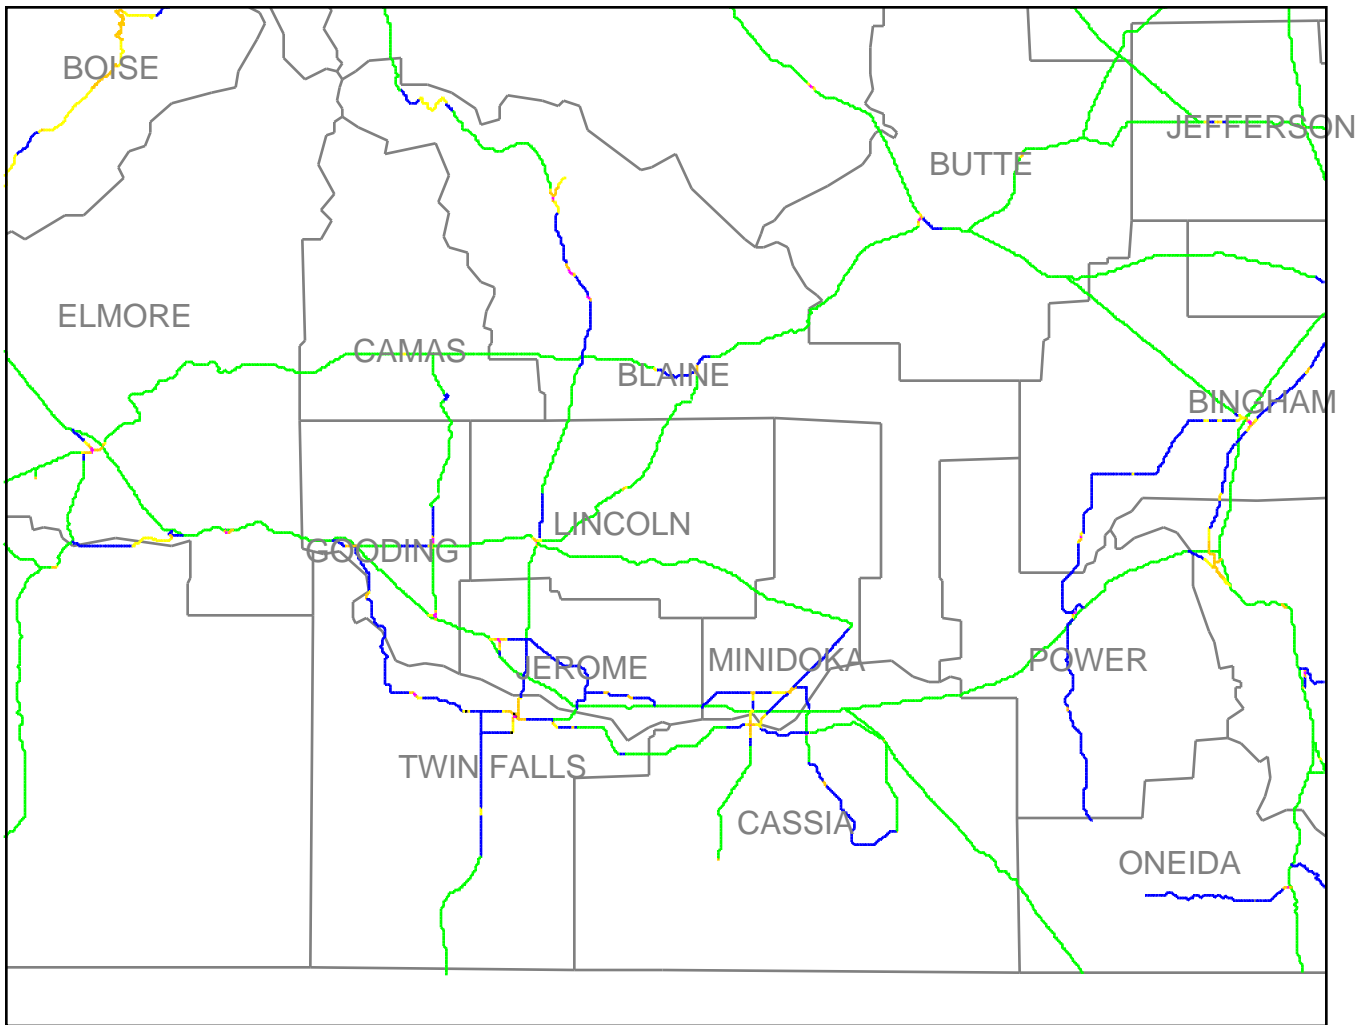 BOISE
JEFFERSON
BUTTE
ELMORE
CAMAS
BLAINE
BINGHAM
LINCOLN
GOODING
JEROME
MINIDOKA
POWER
TWIN FALLS
CASSIA
ONEIDA